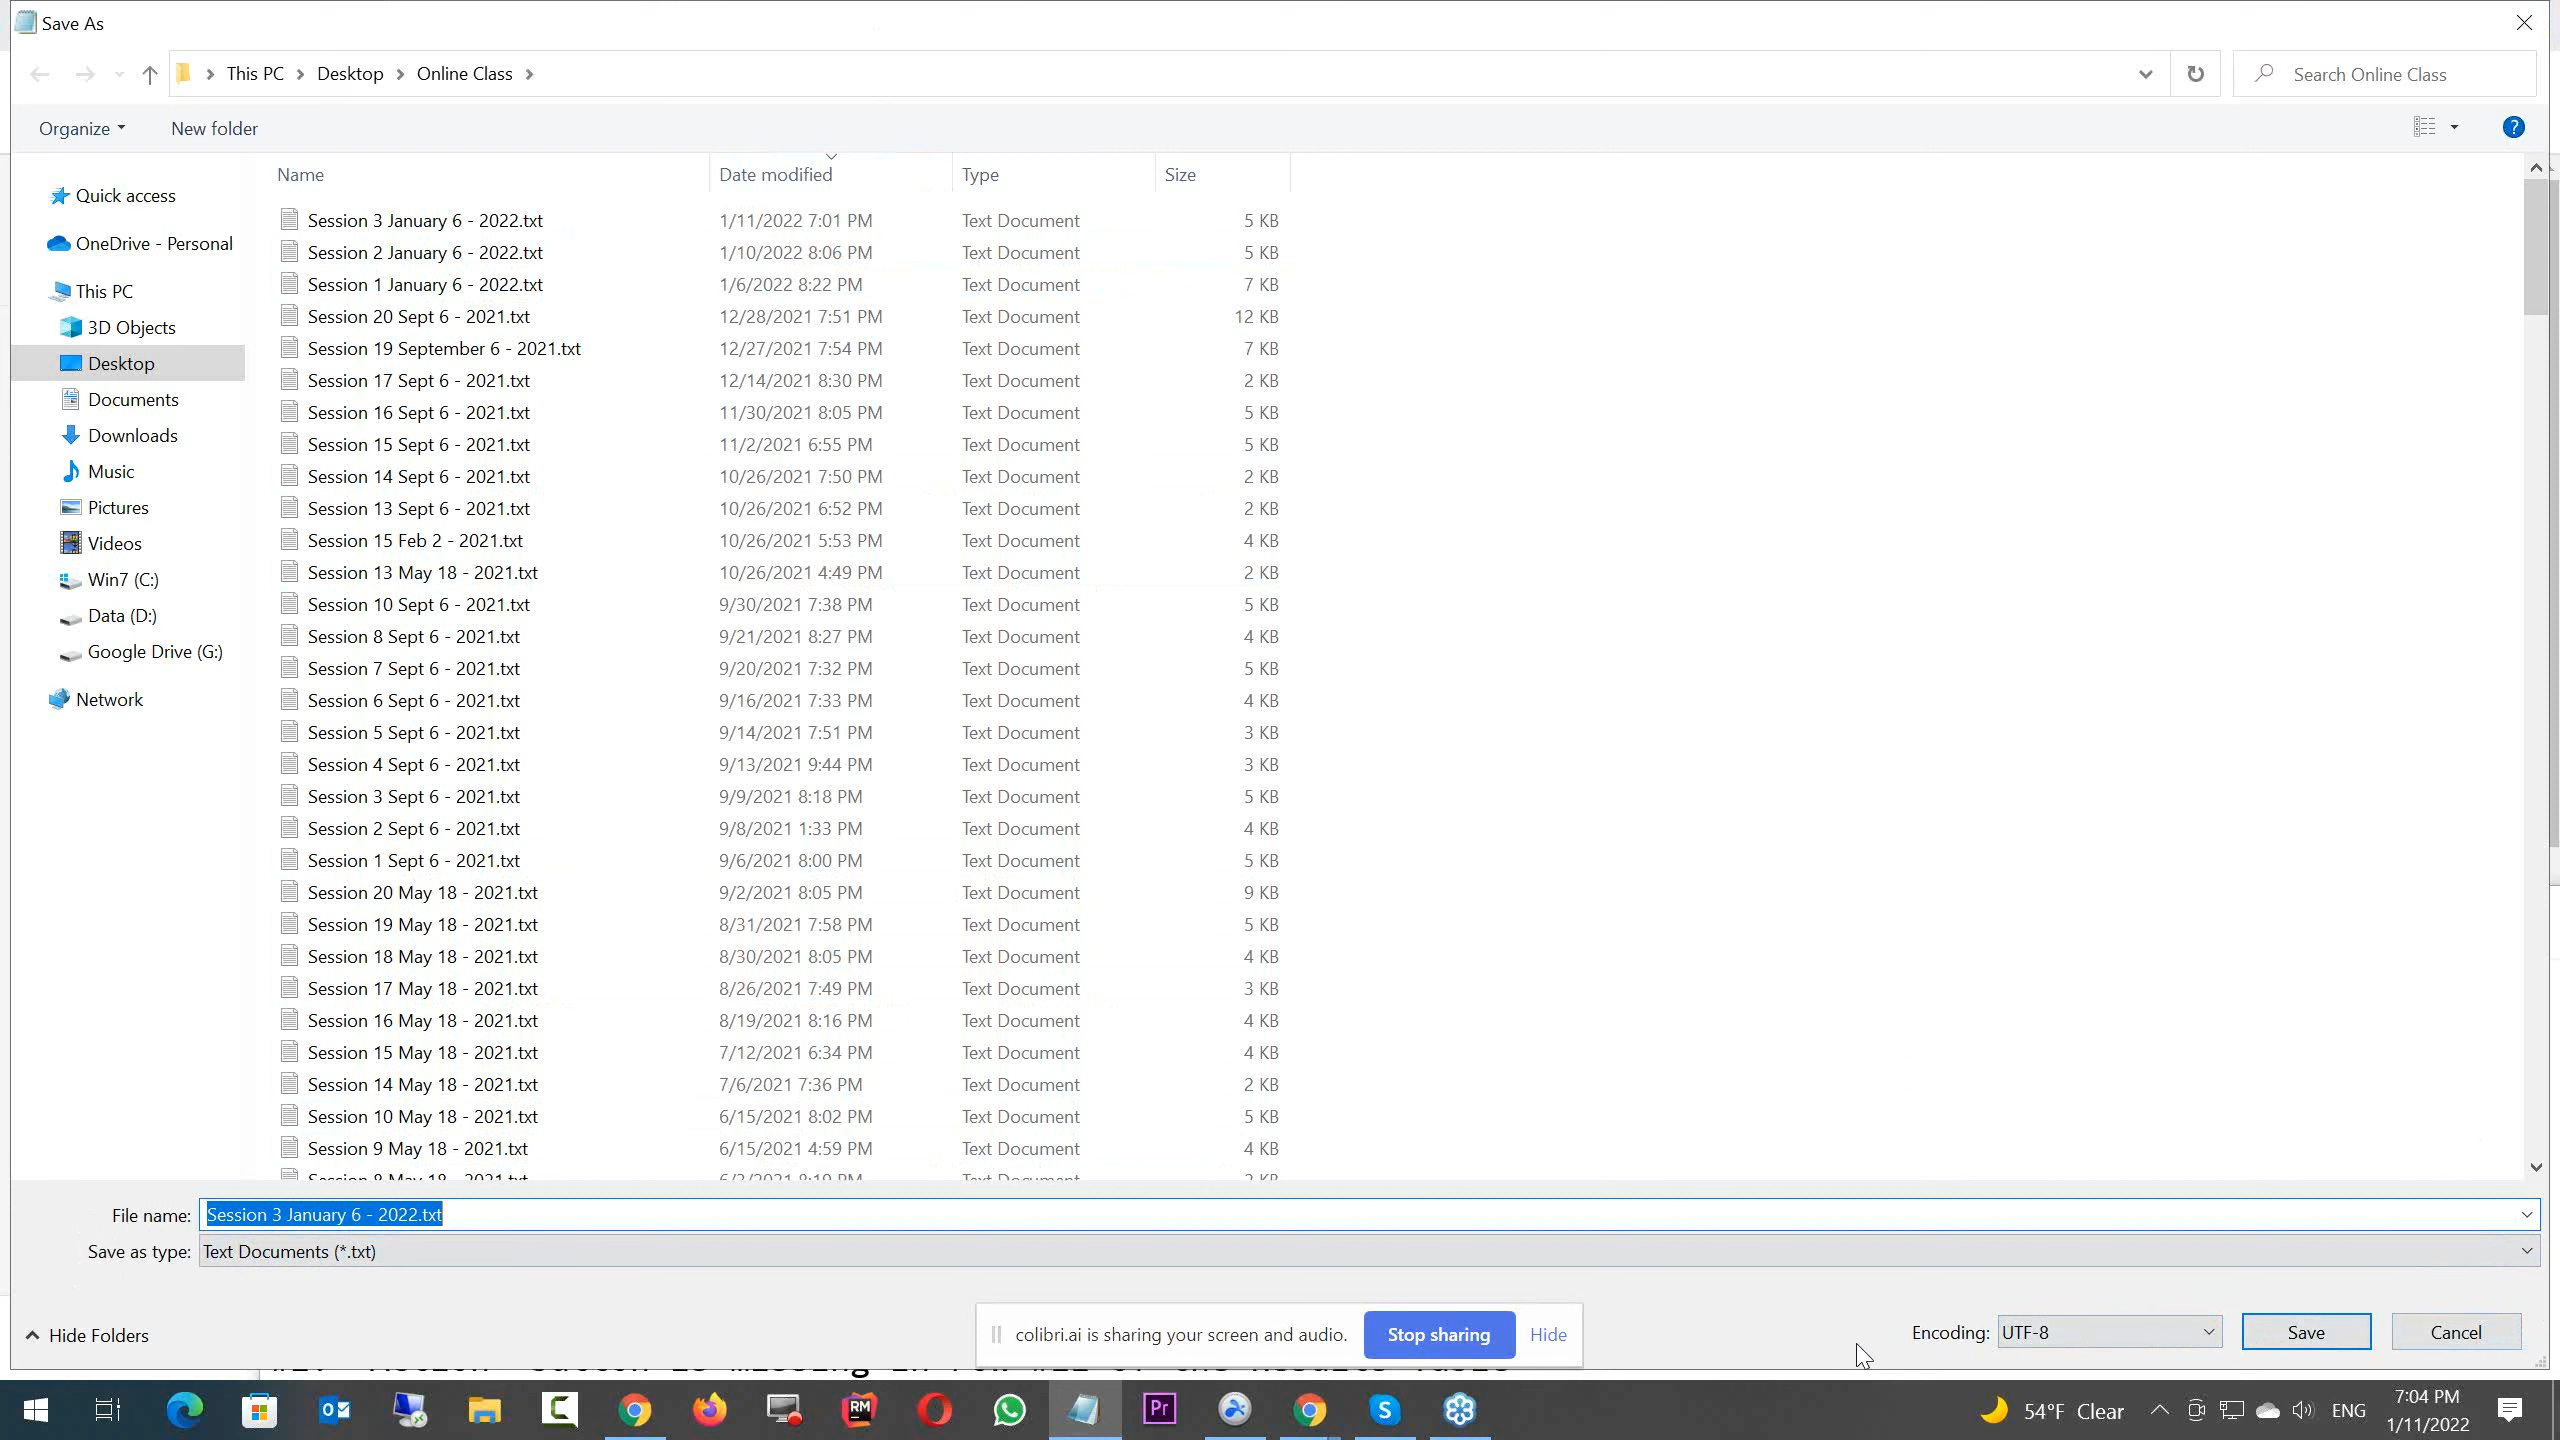 Save As
This PC > Desktop > Online Class >
Search Online Class
Organize New folder
Name Date modified Type Size
Quick access
OneDrive - Personal
This PC
3D Objects
Desktop
Documents
Downloads
Music
Pictures
Videos
Win7 (C:)
Data (D:)
Google Drive (G:)
Network
Session 3 January 6 - 2022.txt 1/11/2022 7:01 PM Text Document 5 KB
Session 2 January 6 - 2022.txt 1/10/2022 8:06 PM Text Document 5 KB
Session 1 January 6 - 2022.txt 1/6/2022 8:22 PM Text Document 7 KB
Session 20 Sept 6 - 2021.txt 12/28/2021 7:51 PM Text Document 12 KB
Session 19 September 6 - 2021.txt 12/27/2021 7:54 PM Text Document 7 KB
Session 17 Sept 6 - 2021.txt 12/14/2021 8:30 PM Text Document 2 KB
Session 16 Sept 6 - 2021.txt 11/30/2021 8:05 PM Text Document 5 KB
Session 15 Sept 6 - 2021.txt 11/2/2021 6:55 PM Text Document 5 KB
Session 14 Sept 6 - 2021.txt 10/26/2021 7:50 PM Text Document 2 KB
Session 13 Sept 6 - 2021.txt 10/26/2021 6:52 PM Text Document 2 KB
Session 15 Feb 2 - 2021.txt 10/26/2021 5:53 PM Text Document 4 KB
Session 13 May 18 - 2021.txt 10/26/2021 4:49 PM Text Document 2 KB
Session 10 Sept 6 - 2021.txt 9/30/2021 7:38 PM Text Document 5 KB
Session 8 Sept 6 - 2021.txt 9/21/2021 8:27 PM Text Document 4 KB
Session 7 Sept 6 - 2021.txt 9/20/2021 7:32 PM Text Document 5 KB
Session 6 Sept 6 - 2021.txt 9/16/2021 7:33 PM Text Document 4 KB
Session 5 Sept 6 - 2021.txt 9/14/2021 7:51 PM Text Document 3 KB
Session 4 Sept 6 - 2021.txt 9/13/2021 9:44 PM Text Document 3 KB
Session 3 Sept 6 - 2021.txt 9/9/2021 8:18 PM Text Document 5 KB
Session 2 Sept 6 - 2021.txt 9/8/2021 1:33 PM Text Document 4 KB
Session 1 Sept 6 - 2021.txt 9/6/2021 8:00 PM Text Document 5 KB
Session 20 May 18 - 2021.txt 9/2/2021 8:05 PM Text Document 9 KB
Session 19 May 18 - 2021.txt 8/31/2021 7:58 PM Text Document 5 KB
Session 18 May 18 - 2021.txt 8/30/2021 8:05 PM Text Document 4 KB
Session 17 May 18 - 2021.txt 8/26/2021 7:49 PM Text Document 3 KB
Session 16 May 18 - 2021.txt 8/19/2021 8:16 PM Text Document 4 KB
Session 15 May 18 - 2021.txt 7/12/2021 6:34 PM Text Document 4 KB
Session 14 May 18 - 2021.txt 7/6/2021 7:36 PM Text Document 2 KB
Session 10 May 18 - 2021.txt 6/15/2021 8:02 PM Text Document 5 KB
Session 9 May 18 - 2021.txt 6/15/2021 4:59 PM Text Document 4 KB
File name: Session 3 January 6 - 2022.txt
Save as type: Text Documents (*.txt)
Hide Folders
colibri.ai is sharing your screen and audio. Stop sharing Hide
Encoding: UTF-8 Save Cancel
54°F Clear ENG
7:04 PM
1/11/2022